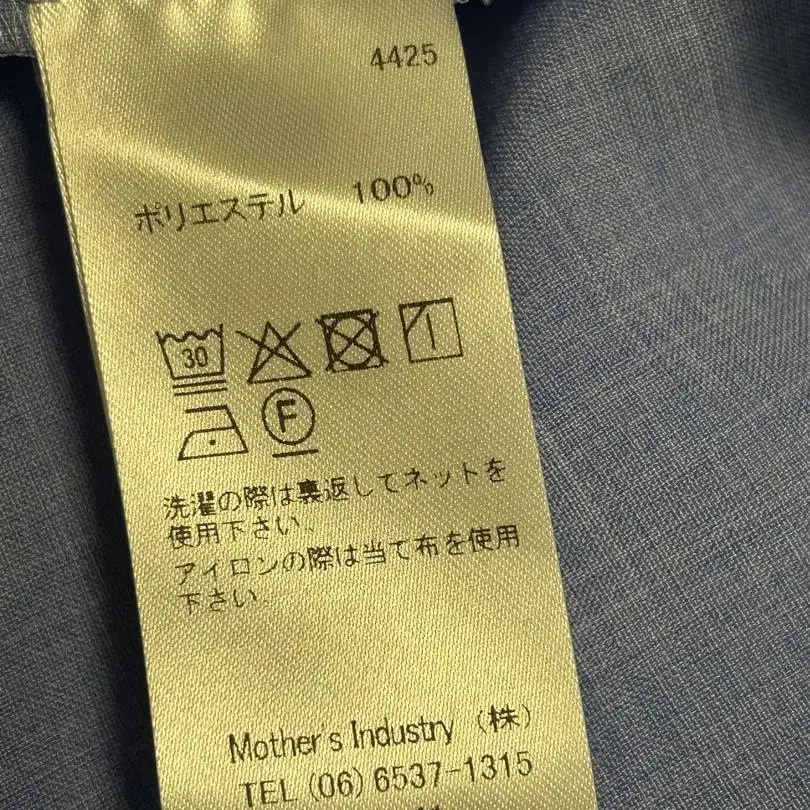 4425
ポリエステル 100%
30
F
洗濯の際は裏返してネットを
使用下さい。
アイロンの際は当て布を使用
下さい。
Mother's Industry (株)
TEL (06) 6537-1315